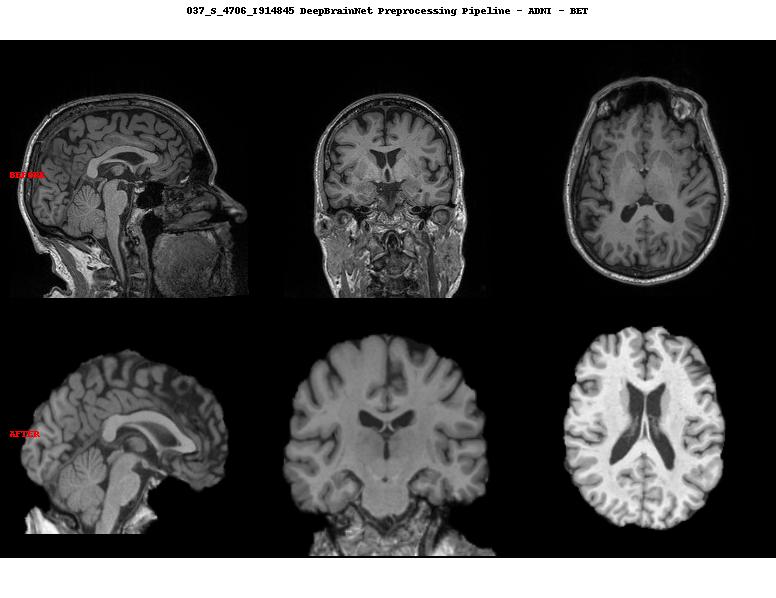 037_S_4706_I914845 DeepBrainNet Preprocessing Pipeline - ADNI - BET
BEFORE
AFTER